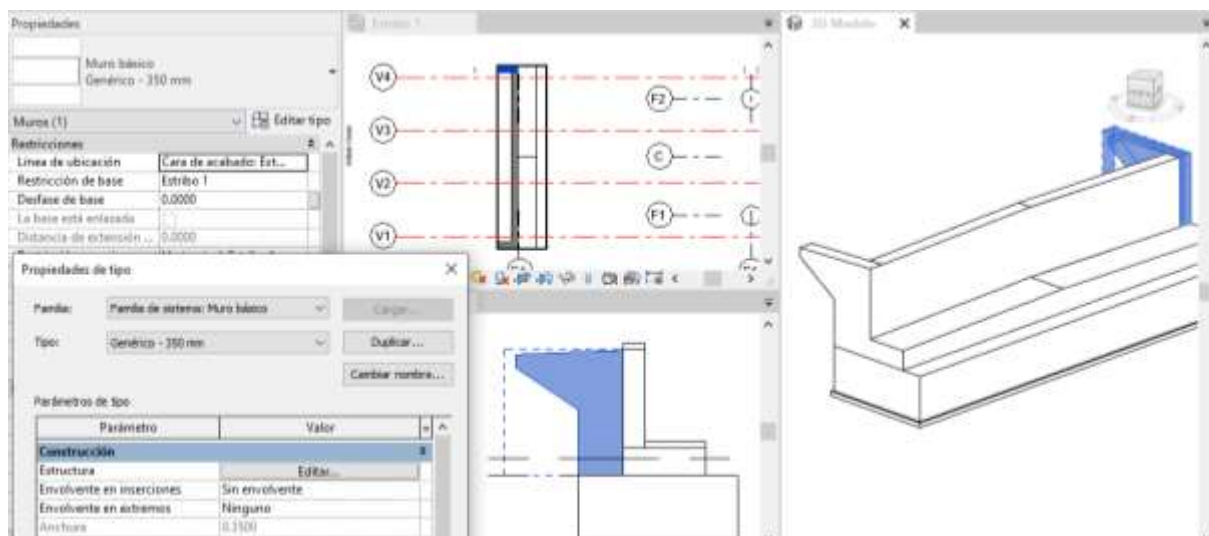 Propiedades
Muro básico
Genérico - 350 mm
Muros (1)
Editar tipo
Restricciones
Línea de ubicación
Cara de acabado: Ext...
Restricción de base
Estribo 1
Desfase de base
0.0000
La base está enlazada
Distancia de extensión ...
0.0000
Propiedades de tipo
Familia:
Familia de sistema: Muro básico
Cargar...
Tipo:
Genérico - 350 mm
Duplicar...
Cambiar nombre...
Parámetros de tipo
Parámetro
Valor
Construcción
Estructura
Editar...
Envolvente en inserciones
Sin envolvente
Envolvente en extremos
Ninguno
Anchura
0.3500
Estribo 1
V4
V3
V2
V1
F2
C
F1
3D Modelo